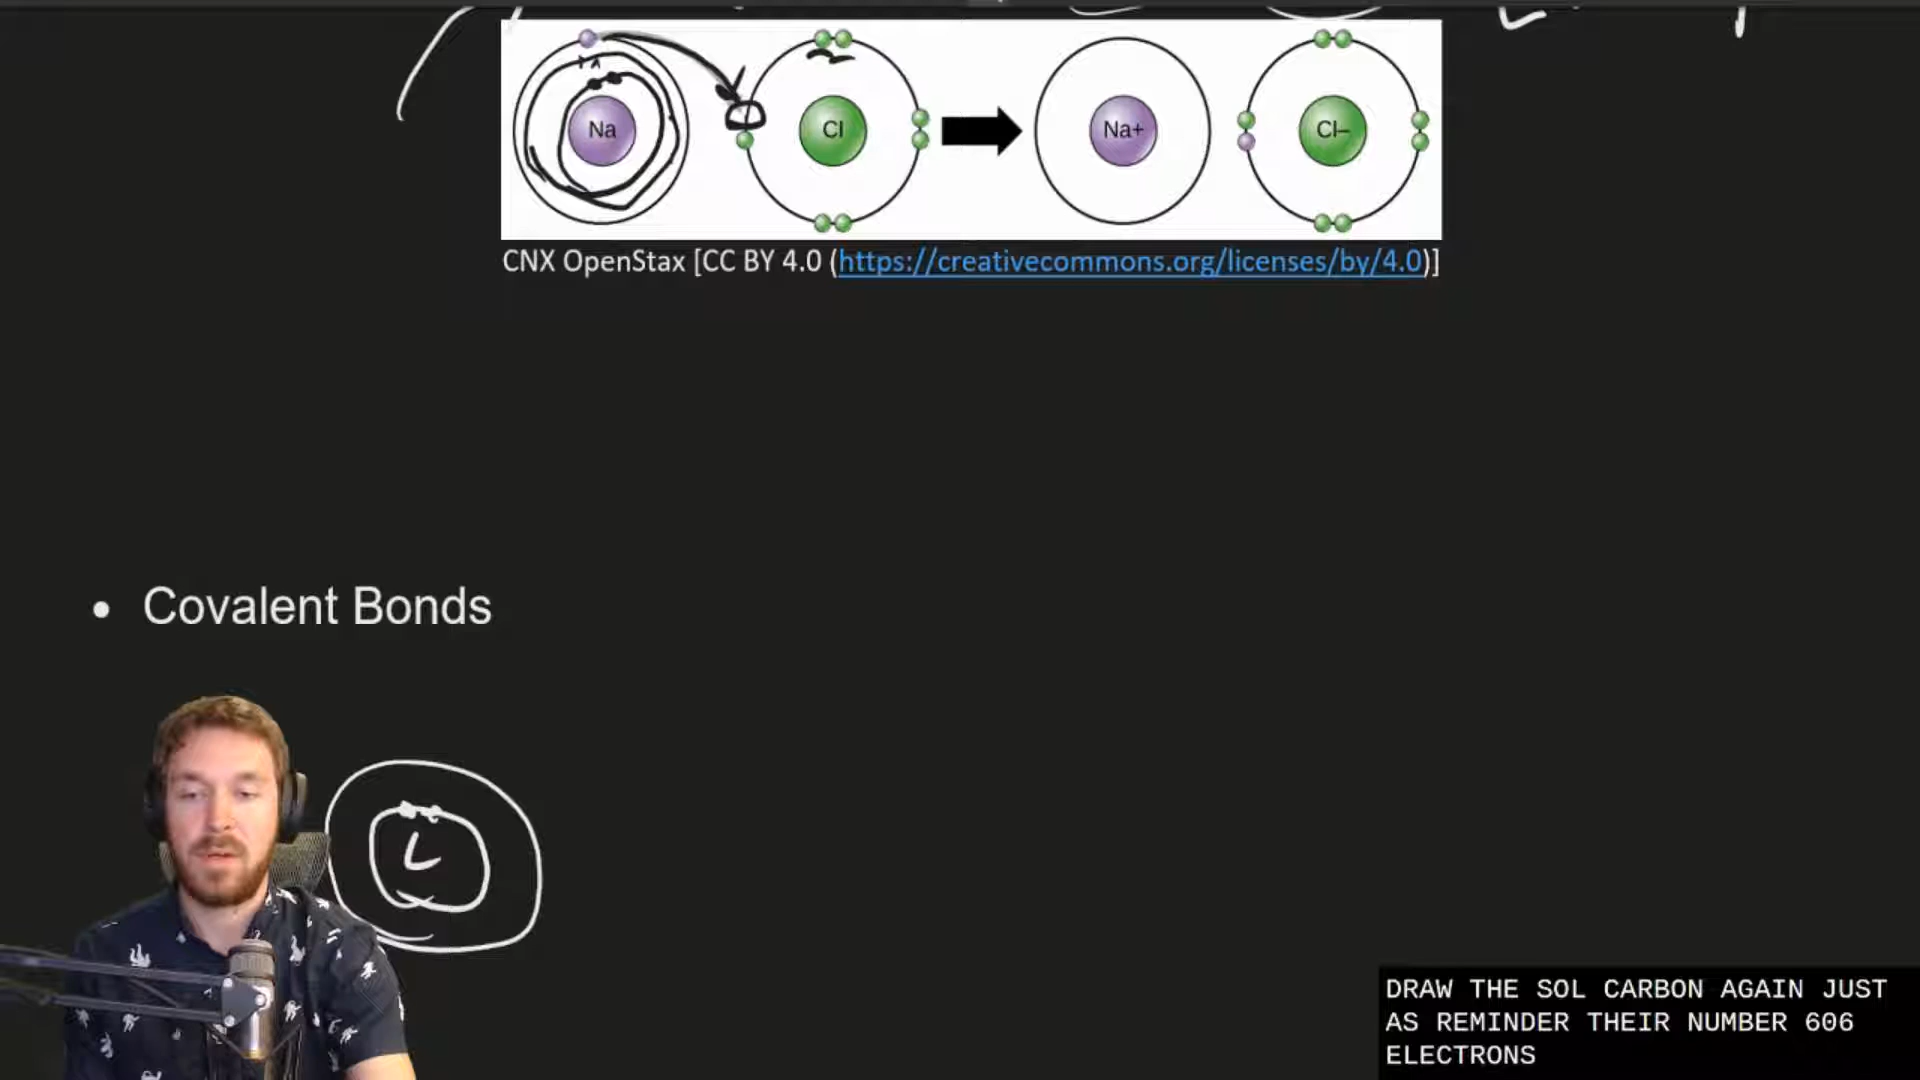 Na Cl Na+ Cl–
CNX OpenStax [CC BY 4.0 (https://creativecommons.org/licenses/by/4.0)]
• Covalent Bonds
DRAW THE SOL CARBON AGAIN JUST
AS REMINDER THEIR NUMBER 606
ELECTRONS